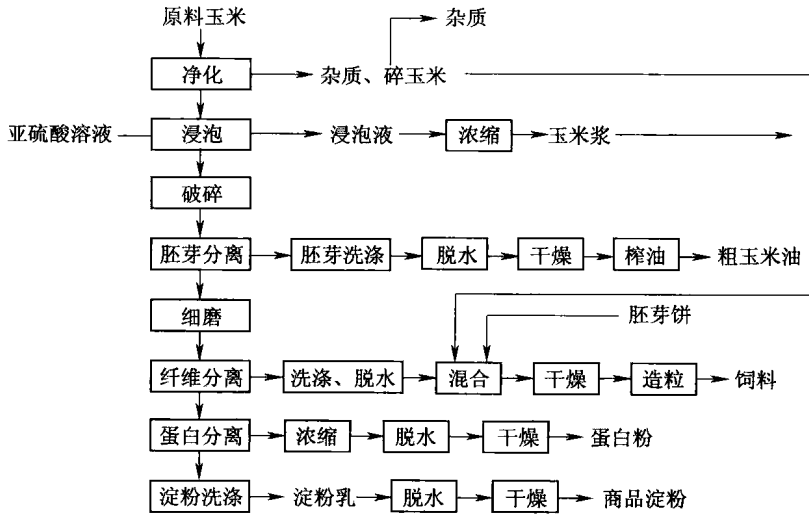 原料玉米
杂质
净化
杂质、碎玉米
亚硫酸溶液
浸泡
浸泡液
浓缩
玉米浆
破碎
胚芽分离
胚芽洗涤
脱水
干燥
榨油
粗玉米油
细磨
胚芽饼
纤维分离
洗涤、脱水
混合
干燥
造粒
饲料
蛋白分离
浓缩
脱水
干燥
蛋白粉
淀粉洗涤
淀粉乳
脱水
干燥
商品淀粉